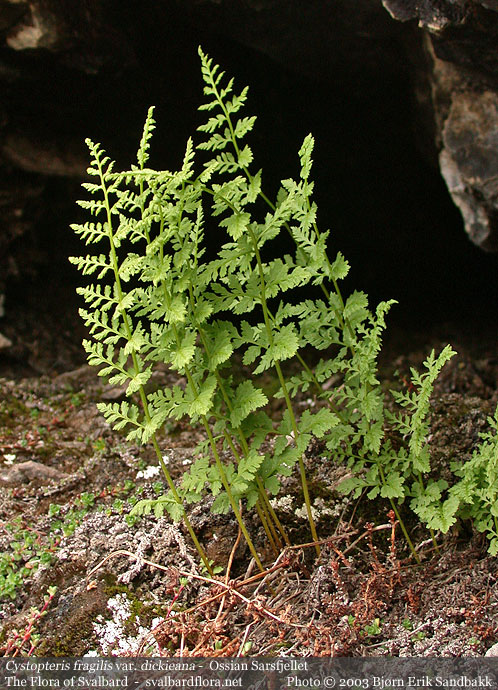 Cystopteris fragilis var. dickieana - Ossian Sarsfjellet
The Flora of Svalbard - svalbardflora.net Photo © 2003 Bjørn Erik Sandbakk